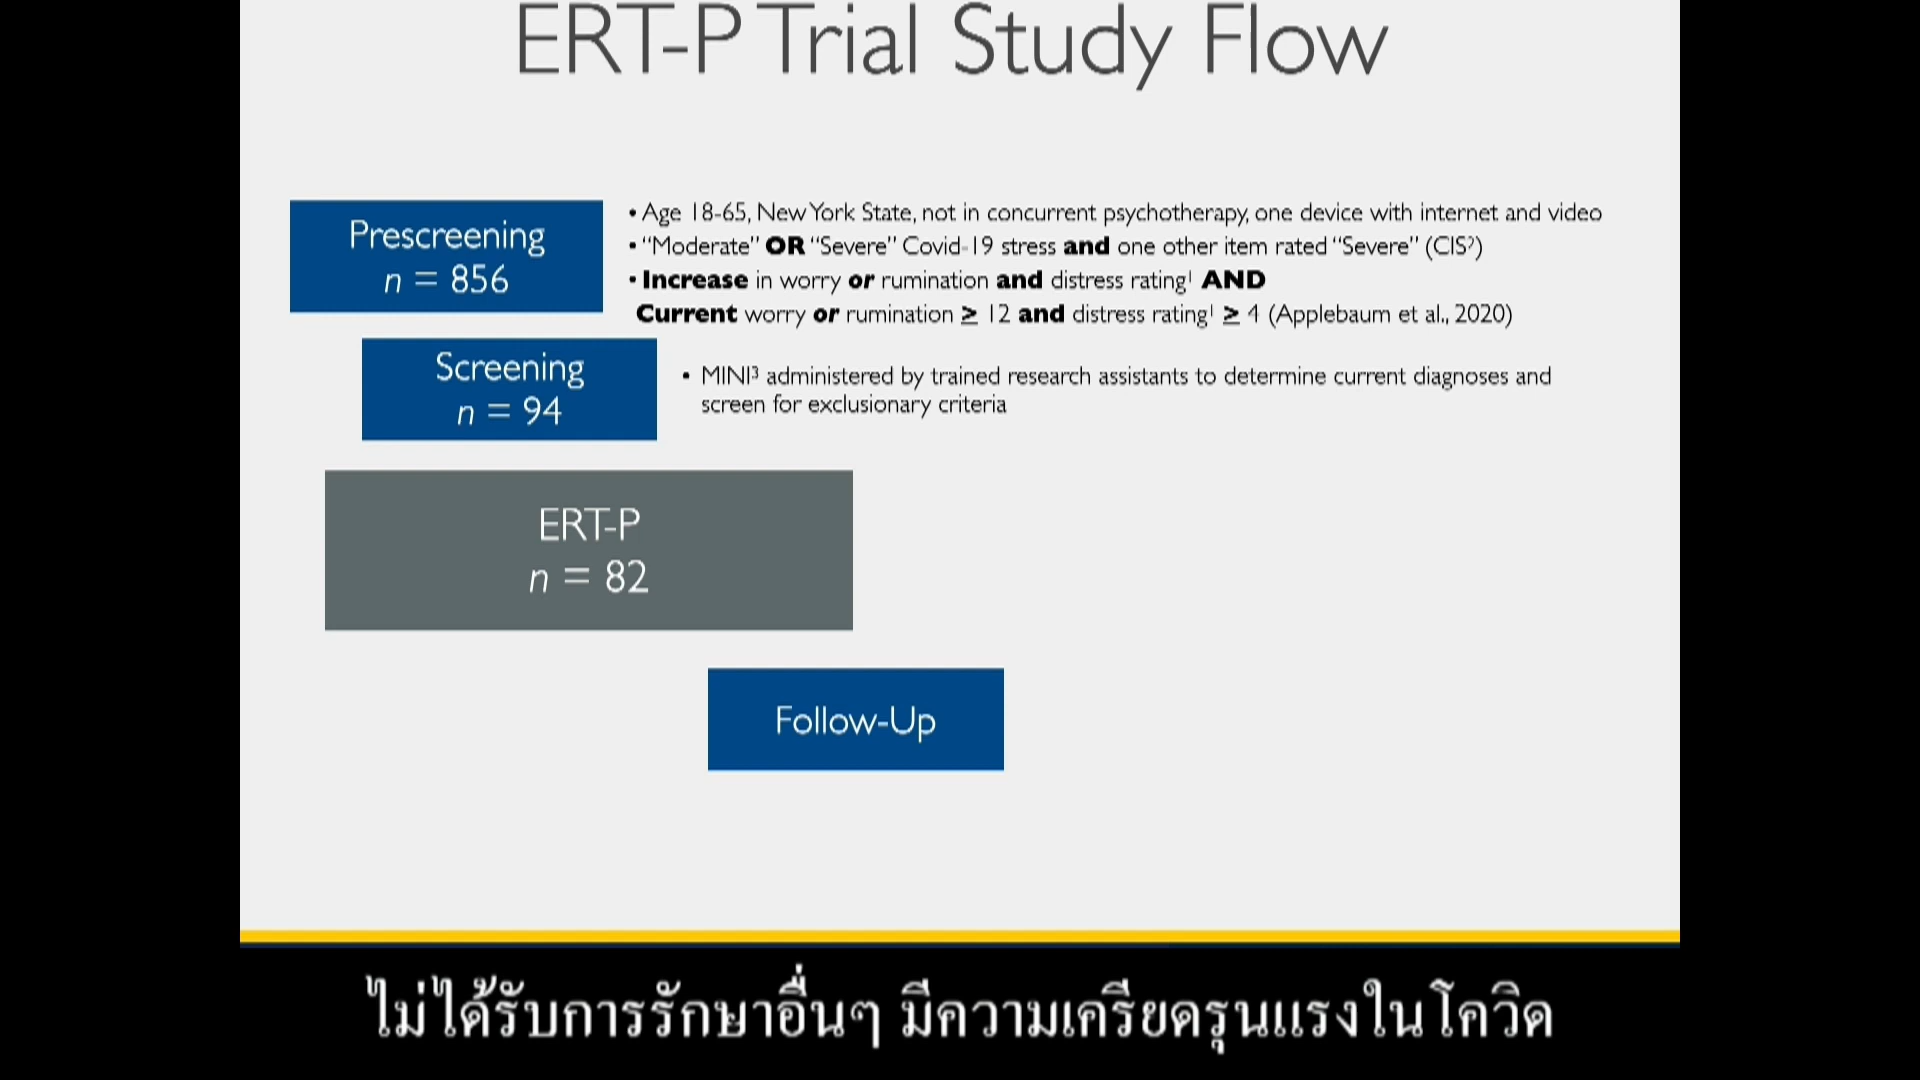 ERT-P Trial Study Flow
Prescreening
n = 856
• Age 18-65, New York State, not in concurrent psychotherapy, one device with internet and video
• “Moderate” OR “Severe” Covid-19 stress and one other item rated “Severe” (CIS²)
• Increase in worry or rumination and distress rating¹ AND
Current worry or rumination ≥ 12 and distress rating¹ ≥ 4 (Applebaum et al., 2020)
Screening
n = 94
• MINI³ administered by trained research assistants to determine current diagnoses and
screen for exclusionary criteria
ERT-P
n = 82
Follow-Up
ไม่ได้รับการรักษาอื่นๆ มีความเครียดรุนแรงในโควิด